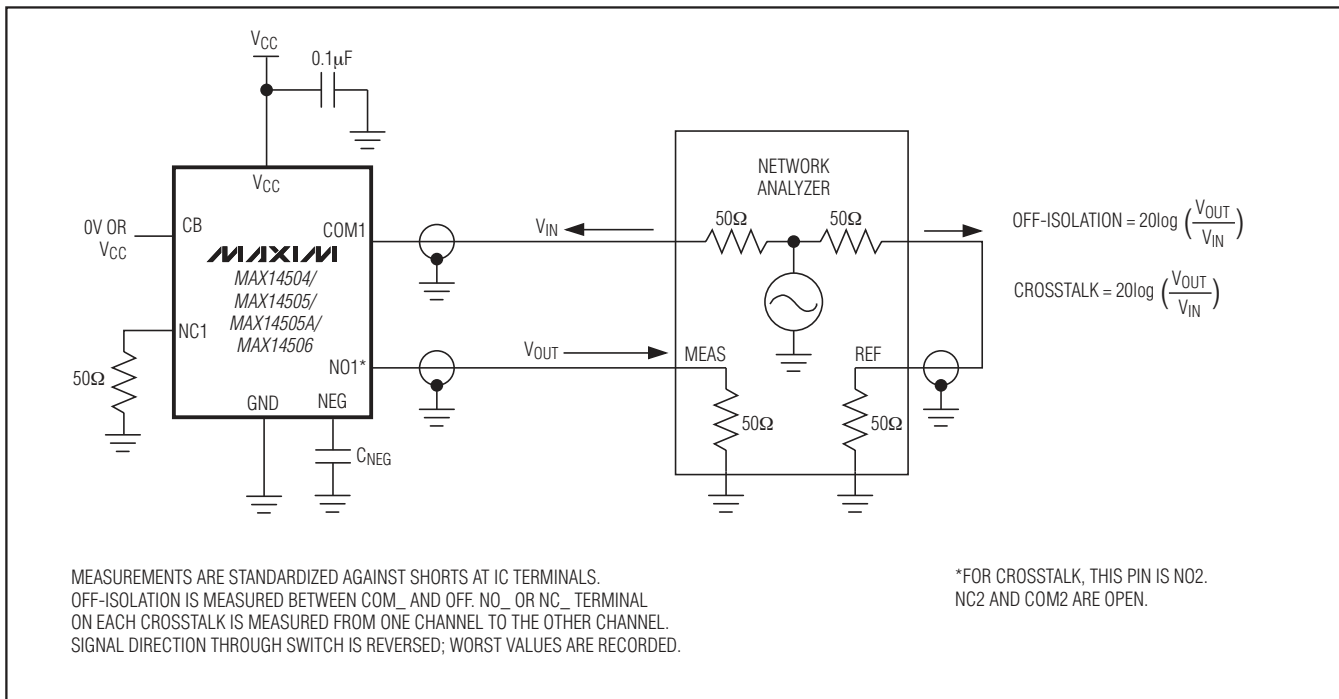 VCC
0.1µF
VCC
CB
0V OR
VCC
COM1
MAXIM
MAX14504/
MAX14505/
MAX14505A/
MAX14506
NC1
NO1*
50Ω
GND
NEG
CNEG
VIN
VOUT
NETWORK
ANALYZER
50Ω
50Ω
MEAS
REF
50Ω
50Ω
OFF-ISOLATION = 20log (VOUT/VIN)
CROSSTALK = 20log (VOUT/VIN)
MEASUREMENTS ARE STANDARDIZED AGAINST SHORTS AT IC TERMINALS.
OFF-ISOLATION IS MEASURED BETWEEN COM_ AND OFF. NO_ OR NC_ TERMINAL
ON EACH CROSSTALK IS MEASURED FROM ONE CHANNEL TO THE OTHER CHANNEL.
SIGNAL DIRECTION THROUGH SWITCH IS REVERSED; WORST VALUES ARE RECORDED.
*FOR CROSSTALK, THIS PIN IS NO2.
NC2 AND COM2 ARE OPEN.